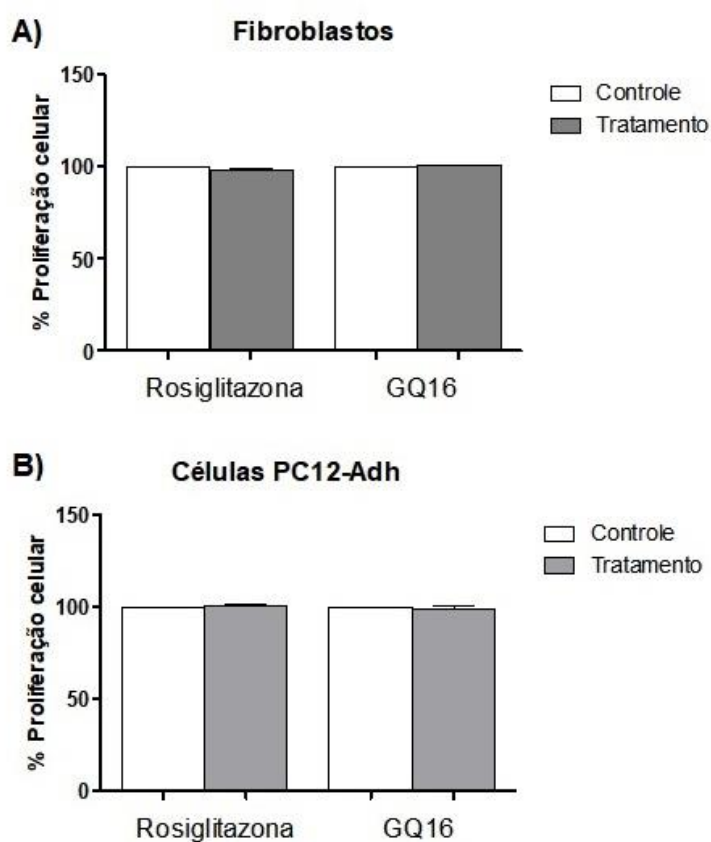 A)
Fibroblastos
% Proliferação celular
150
100
50
0
Controle
Tratamento
Rosiglitazona
GQ16
B)
Células PC12-Adh
% Proliferação celular
150
100
50
0
Controle
Tratamento
Rosiglitazona
GQ16